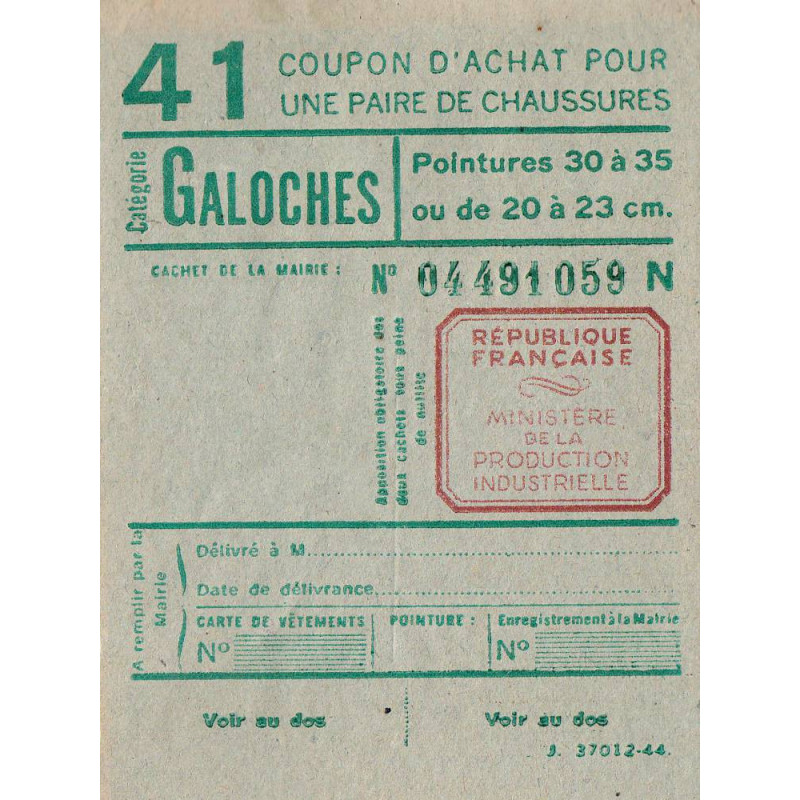 41
COUPON D'ACHAT POUR
UNE PAIRE DE CHAUSSURES
Catégorie
GALOCHES
Pointures 30 à 35
ou de 20 à 23 cm.
CACHET DE LA MAIRIE :
No 04491059 N
Apposition obligatoire des
deux cachets sous peine
de nullité
RÉPUBLIQUE
FRANÇAISE
MINISTÈRE
DE LA
PRODUCTION
INDUSTRIELLE
A remplir par la
Mairie
Délivré à M
Date de délivrance
CARTE DE VÊTEMENTS
No
POINTURE :
Enregistrement à la Mairie
No
Voir au dos
Voir au dos
J. 37012-44.